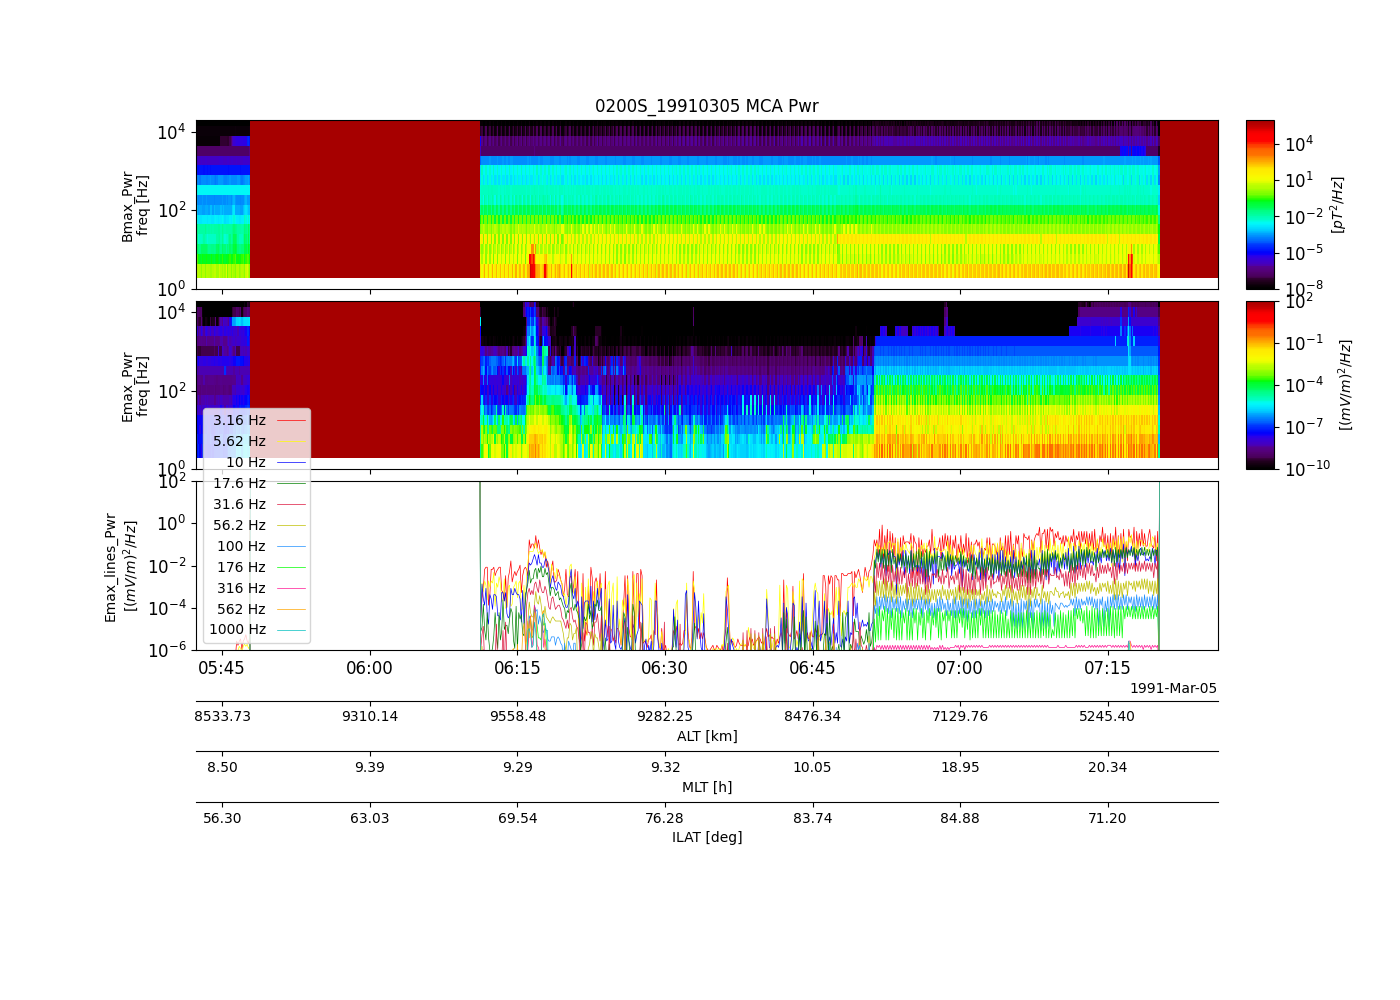 0200S_19910305 MCA Pwr
10^4
10^2
10^0
Bmax_Pwr
freq [Hz]
10^4
10^1
10^-2
10^-5
10^-8
[pT^2/Hz]
10^4
10^2
10^0
Emax_Pwr
freq [Hz]
10^2
10^-1
10^-4
10^-7
10^-10
[(mV/m)^2/Hz]
3.16 Hz
5.62 Hz
10 Hz
17.6 Hz
31.6 Hz
56.2 Hz
100 Hz
176 Hz
316 Hz
562 Hz
1000 Hz
10^2
10^0
10^-2
10^-4
10^-6
Emax_lines_Pwr
[(mV/m)^2/Hz]
05:45 06:00 06:15 06:30 06:45 07:00 07:15
1991-Mar-05
8533.73 9310.14 9558.48 9282.25 8476.34 7129.76 5245.40
ALT [km]
8.50 9.39 9.29 9.32 10.05 18.95 20.34
MLT [h]
56.30 63.03 69.54 76.28 83.74 84.88 71.20
ILAT [deg]